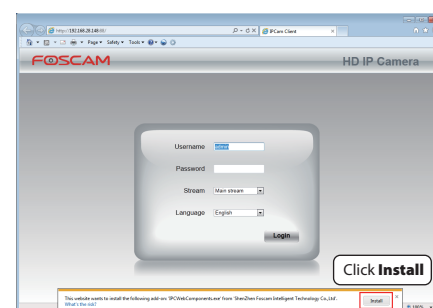 http://192.168.28.148:88/
IPCam Client
Page Safety Tools
FOSCAM
HD IP Camera
Username admin
Password
Stream Main stream
Language English
Login
Click Install
This website wants to install the following add-on: 'IPCWebComponents.exe' from 'ShenZhen Foscam Intelligent Technology Co.,Ltd'.
What's the risk?
Install
100%